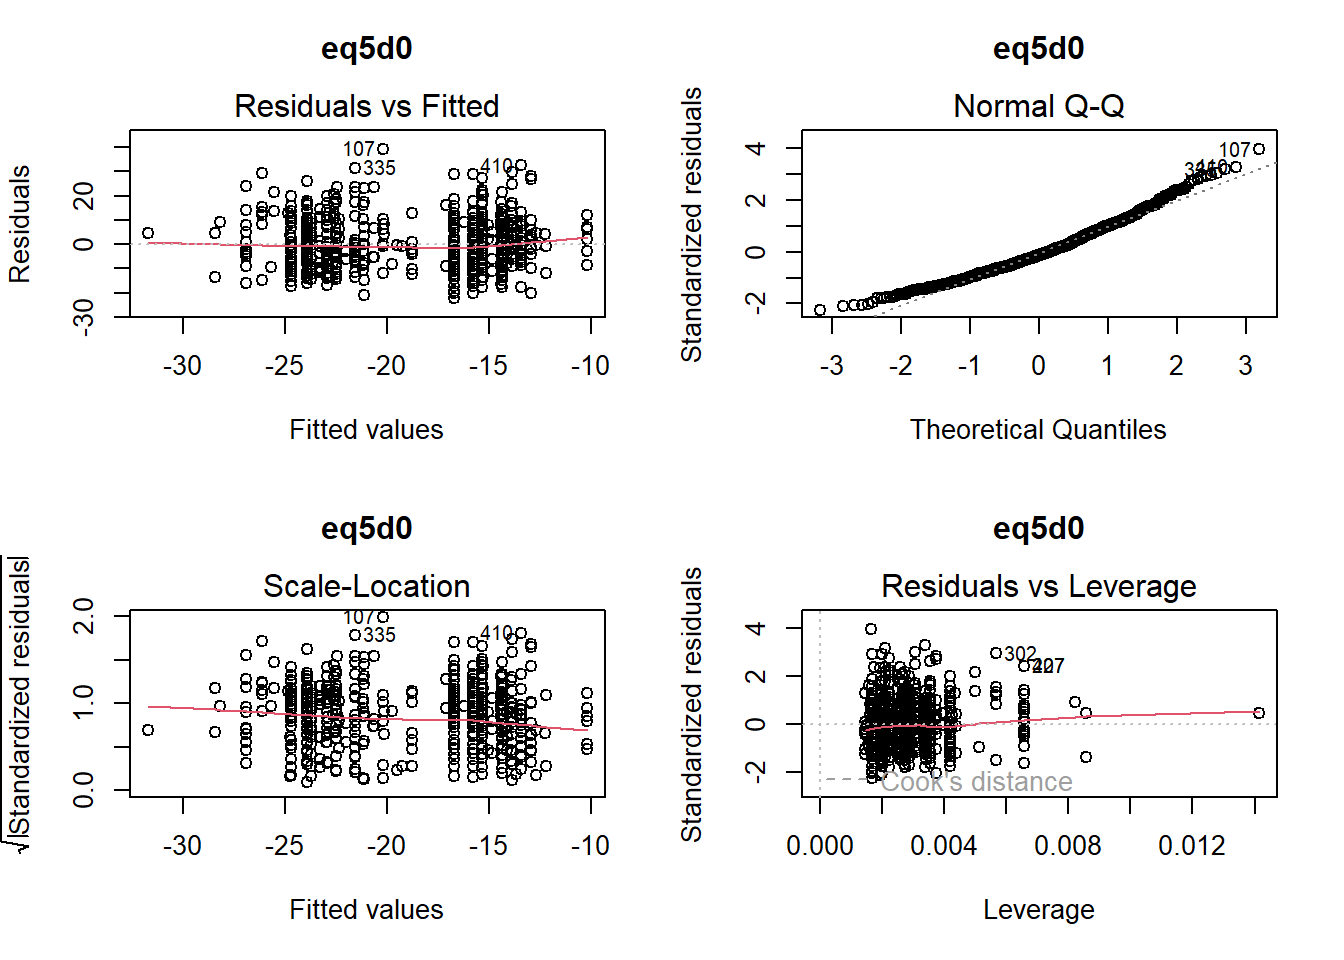 eq5d0
Residuals vs Fitted
Residuals
20
0
-30
107
335
410
-30
-25
-20
-15
-10
Fitted values
eq5d0
Normal Q-Q
Standardized residuals
4
2
0
-2
107
-3
-2
-1
0
1
2
3
Theoretical Quantiles
eq5d0
Scale-Location
√|Standardized residuals|
2.0
1.0
0.0
107
335
410
-30
-25
-20
-15
-10
Fitted values
eq5d0
Residuals vs Leverage
Standardized residuals
4
2
0
-2
302
Cook's distance
0.000
0.004
0.008
0.012
Leverage